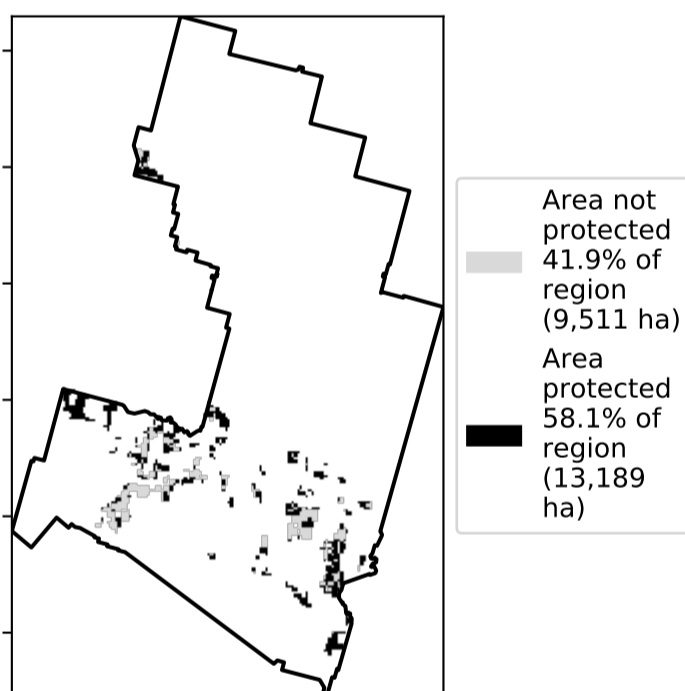 Area not
protected
41.9% of
region
(9,511 ha)
Area
protected
58.1% of
region
(13,189
ha)